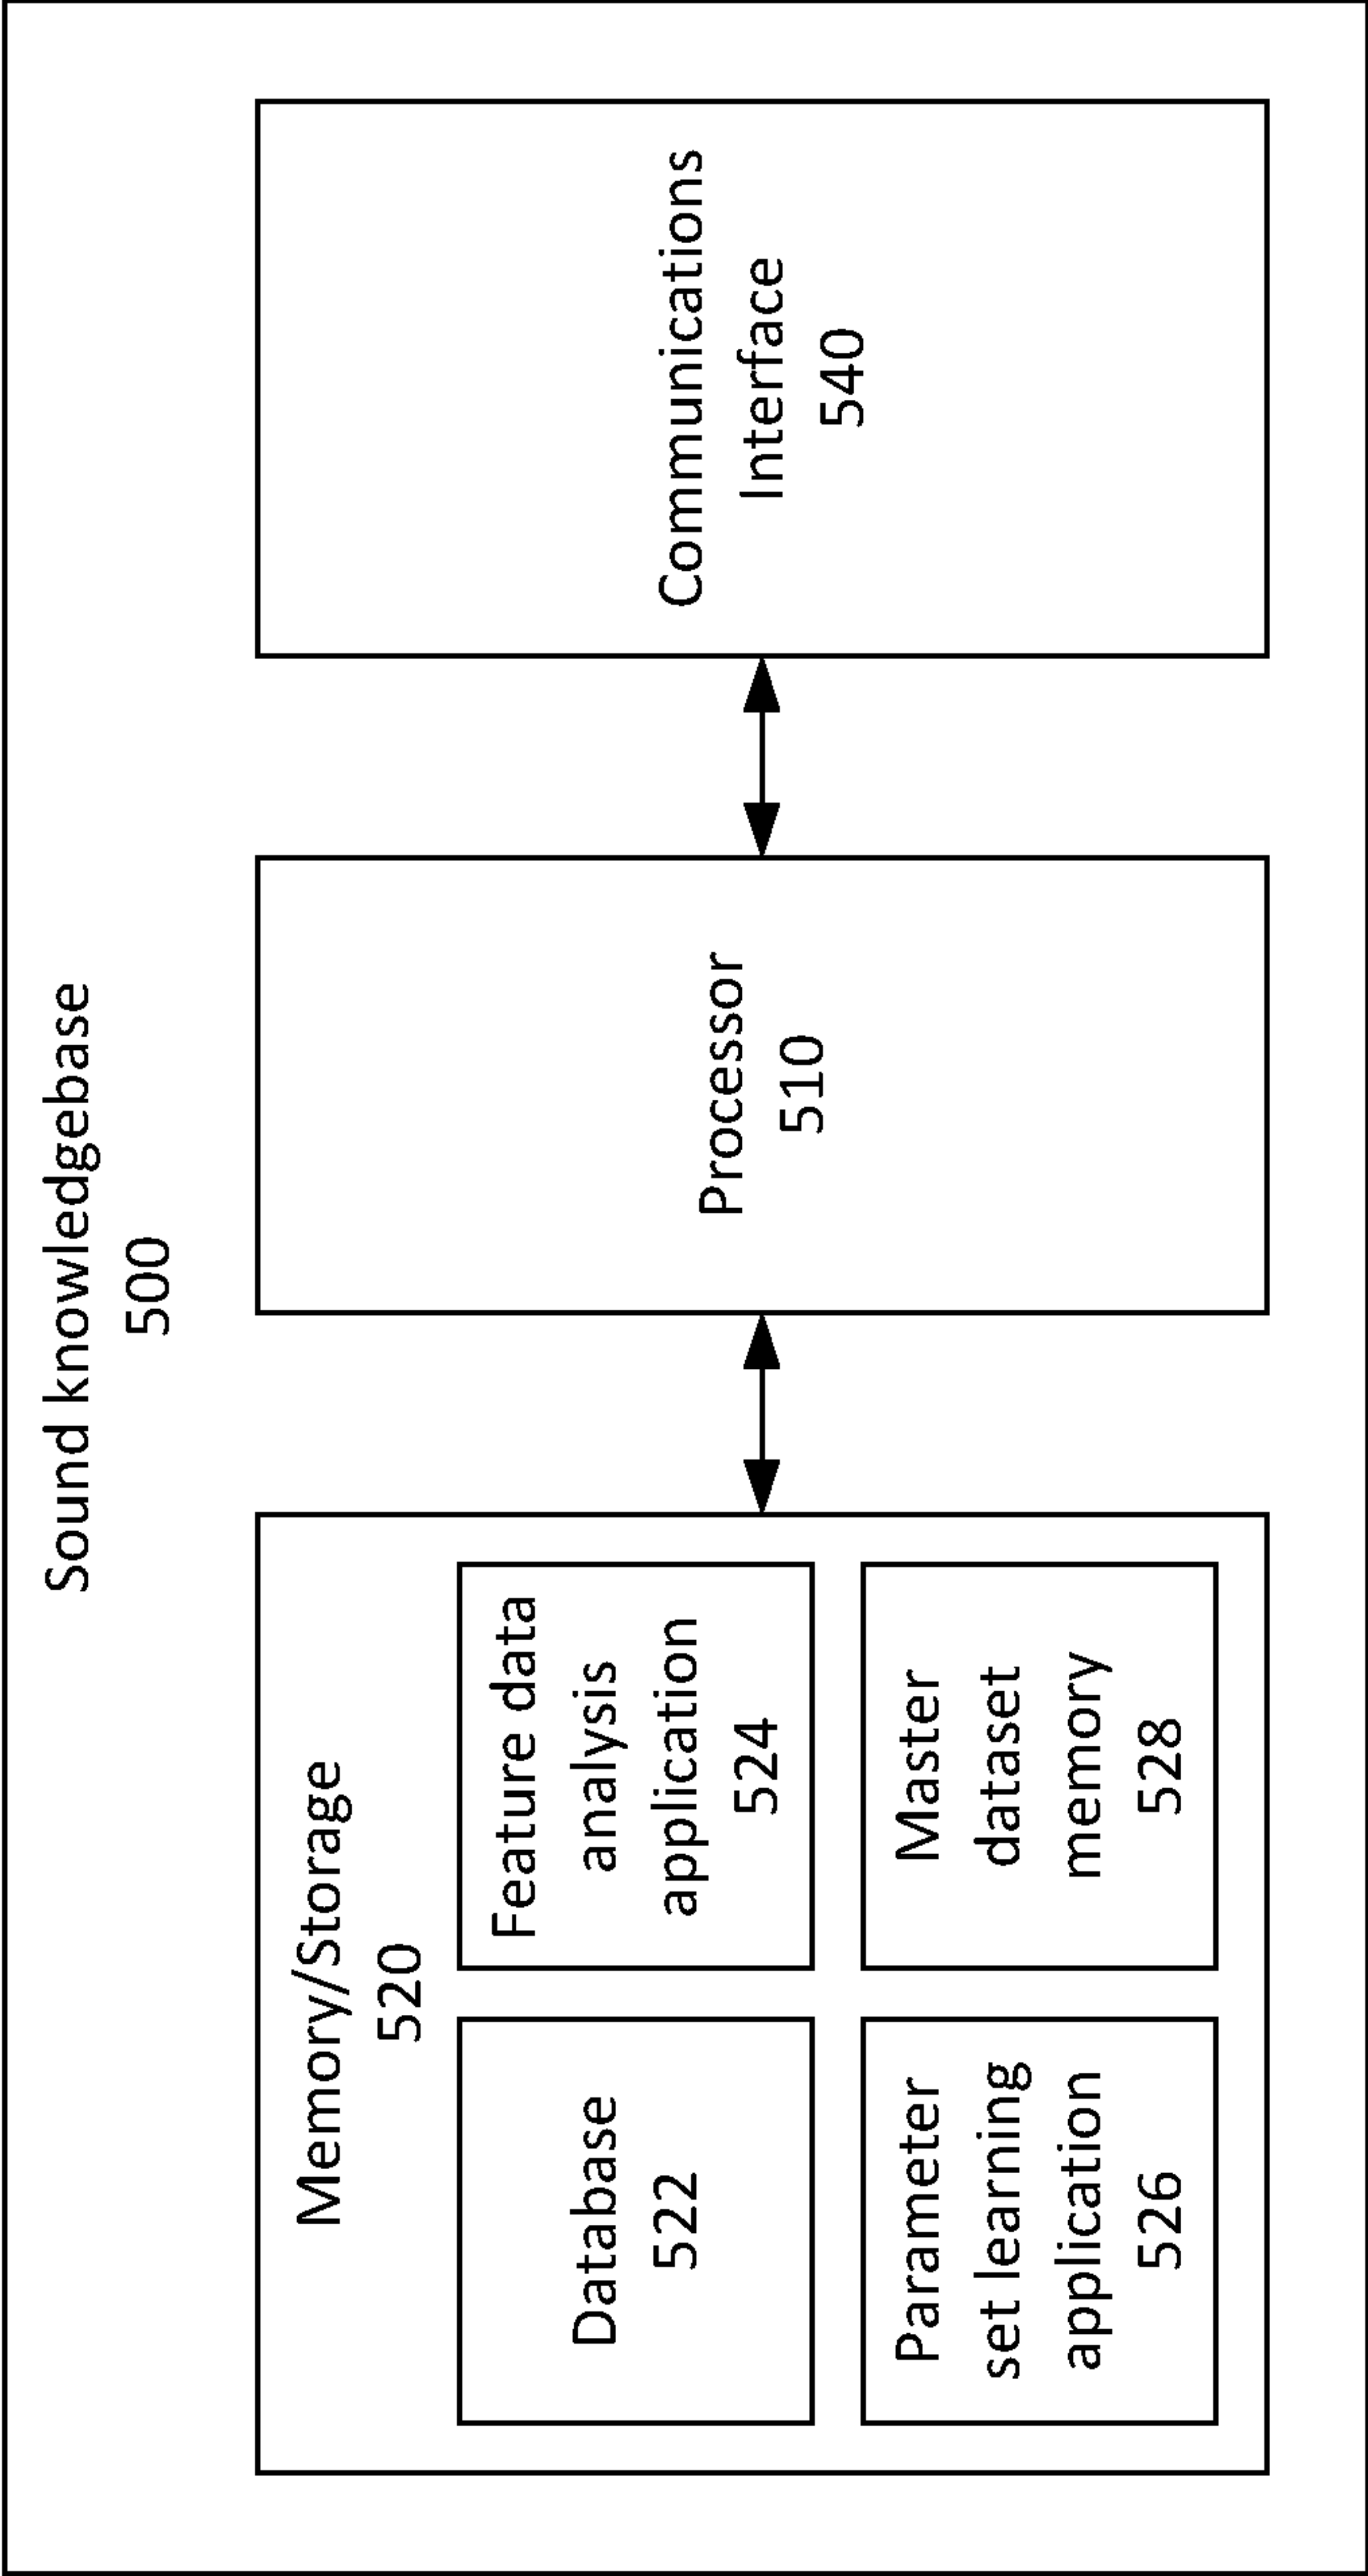 Sound knowledgebase
500
Memory/Storage
520
Database
522
Feature data
analysis
application
524
Parameter
set learning
application
526
Master
dataset
memory
528
Processor
510
Communications
Interface
540